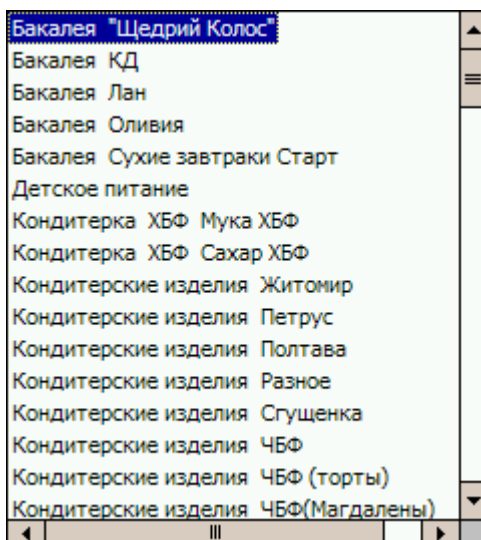 Бакалея "Щедрий Колос"
Бакалея КД
Бакалея Лан
Бакалея Оливия
Бакалея Сухие завтраки Старт
Детское питание
Кондитерка ХБФ Мука ХБФ
Кондитерка ХБФ Сахар ХБФ
Кондитерские изделия Житомир
Кондитерские изделия Петрус
Кондитерские изделия Полтава
Кондитерские изделия Разное
Кондитерские изделия Сгущенка
Кондитерские изделия ЧБФ
Кондитерские изделия ЧБФ (торты)
Кондитерские изделия ЧБФ(Магдалены)